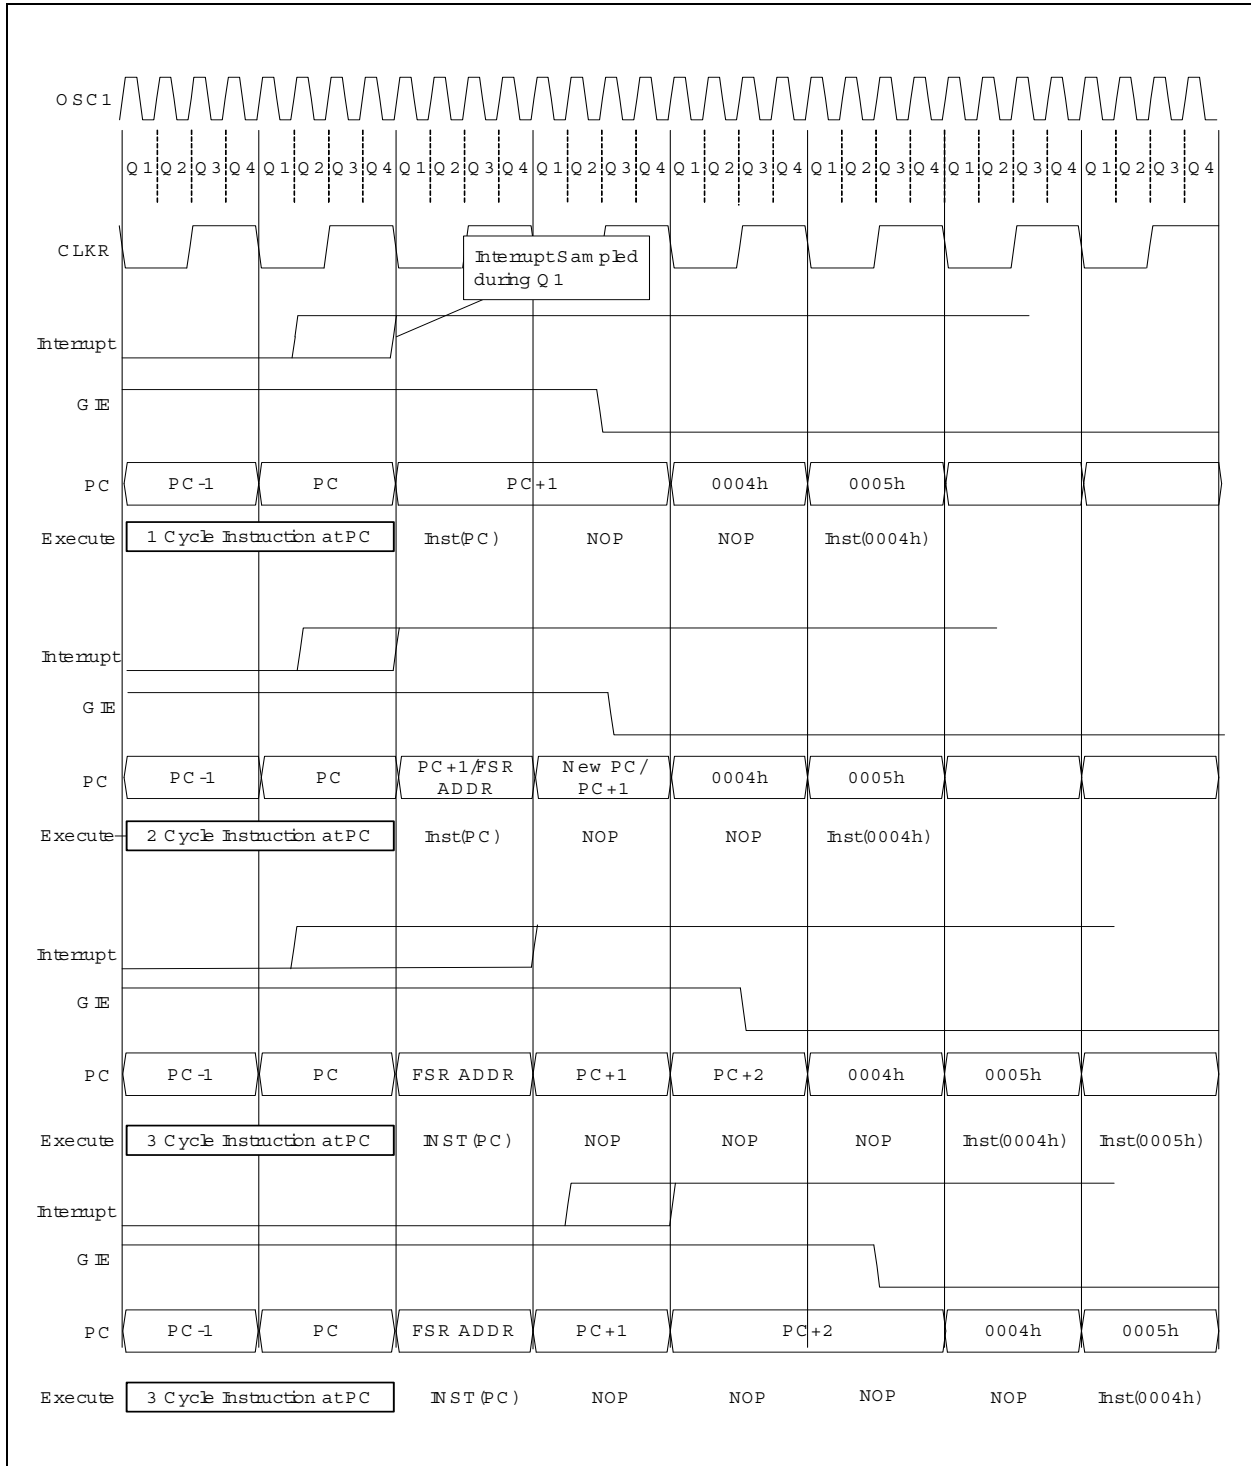 OSC1
Q1 Q2 Q3 Q4 Q1 Q2 Q3 Q4 Q1 Q2 Q3 Q4 Q1 Q2 Q3 Q4 Q1 Q2 Q3 Q4 Q1 Q2 Q3 Q4 Q1 Q2 Q3 Q4 Q1 Q2 Q3 Q4
CLKR
Interrupt Sampled
during Q1
Interrupt
GIE
PC PC-1 PC PC+1 0004h 0005h
Execute 1 Cycle Instruction at PC Inst(PC) NOP NOP Inst(0004h)
Interrupt
GIE
PC PC-1 PC PC+1/FSR ADDR New PC/ PC+1 0004h 0005h
Execute 2 Cycle Instruction at PC Inst(PC) NOP NOP Inst(0004h)
Interrupt
GIE
PC PC-1 PC FSR ADDR PC+1 PC+2 0004h 0005h
Execute 3 Cycle Instruction at PC INST(PC) NOP NOP NOP Inst(0004h) Inst(0005h)
Interrupt
GIE
PC PC-1 PC FSR ADDR PC+1 PC+2 0004h 0005h
Execute 3 Cycle Instruction at PC INST(PC) NOP NOP NOP NOP Inst(0004h)